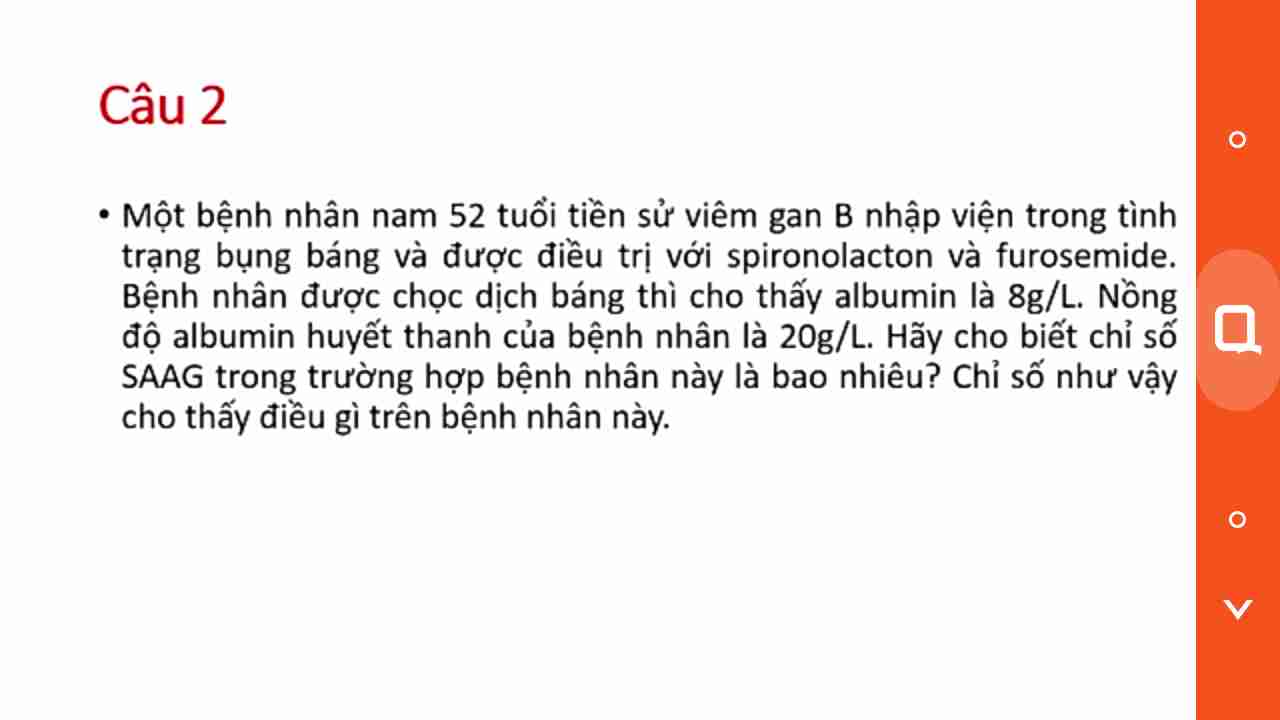 Câu 2
• Một bệnh nhân nam 52 tuổi tiền sử viêm gan B nhập viện trong tình
trạng bụng báng và được điều trị với spironolacton và furosemide.
Bệnh nhân được chọc dịch báng thì cho thấy albumin là 8g/L. Nồng
độ albumin huyết thanh của bệnh nhân là 20g/L. Hãy cho biết chỉ số
SAAG trong trường hợp bệnh nhân này là bao nhiêu? Chỉ số như vậy
cho thấy điều gì trên bệnh nhân này.